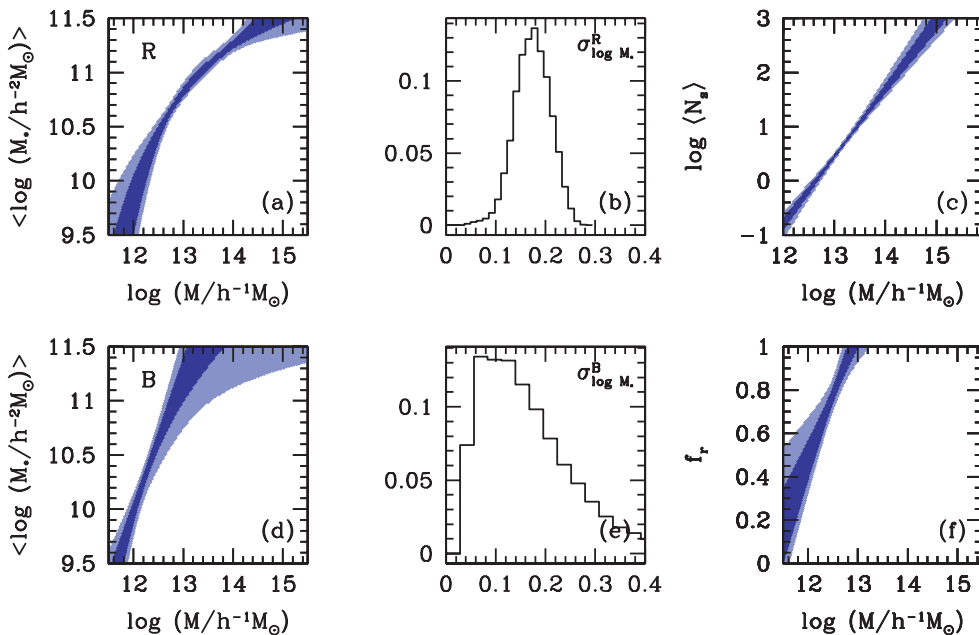 <log (M⁎/h⁻²M⊙)>
11.5
11
10.5
10
9.5
R
(a)
12 13 14 15
log (M/h⁻¹M⊙)
0.1
0.05
0
σᴿ log M⁎
(b)
0 0.1 0.2 0.3 0.4
log ⟨Nₛ⟩
3
2
1
0
−1
(c)
12 13 14 15
log (M/h⁻¹M⊙)
<log (M⁎/h⁻²M⊙)>
11.5
11
10.5
10
9.5
B
(d)
12 13 14 15
log (M/h⁻¹M⊙)
0.1
0.05
0
σᴮ log M⁎
(e)
0 0.1 0.2 0.3 0.4
fᵣ
1
0.8
0.6
0.4
0.2
0
(f)
12 13 14 15
log (M/h⁻¹M⊙)